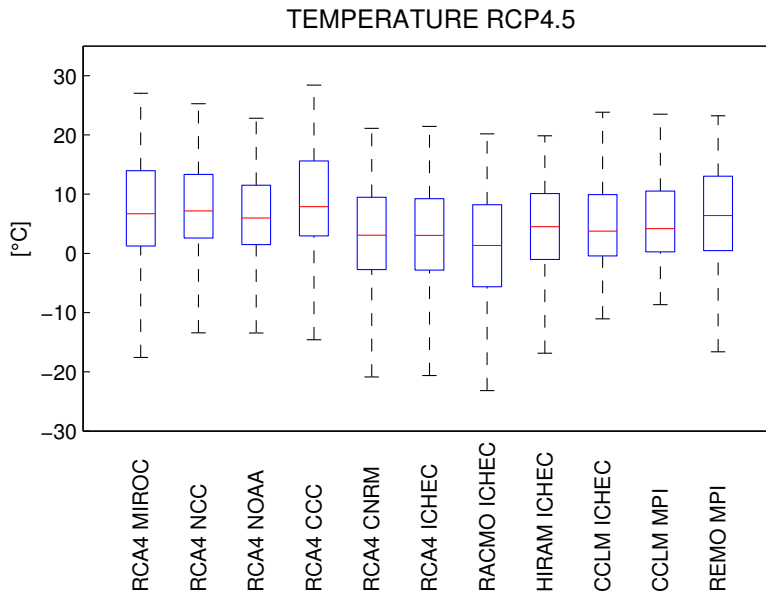 TEMPERATURE RCP4.5
[°C]
30
20
10
0
−10
−20
−30
RCA4 MIROC
RCA4 NCC
RCA4 NOAA
RCA4 CCC
RCA4 CNRM
RCA4 ICHEC
RACMO ICHEC
HIRAM ICHEC
CCLM ICHEC
CCLM MPI
REMO MPI